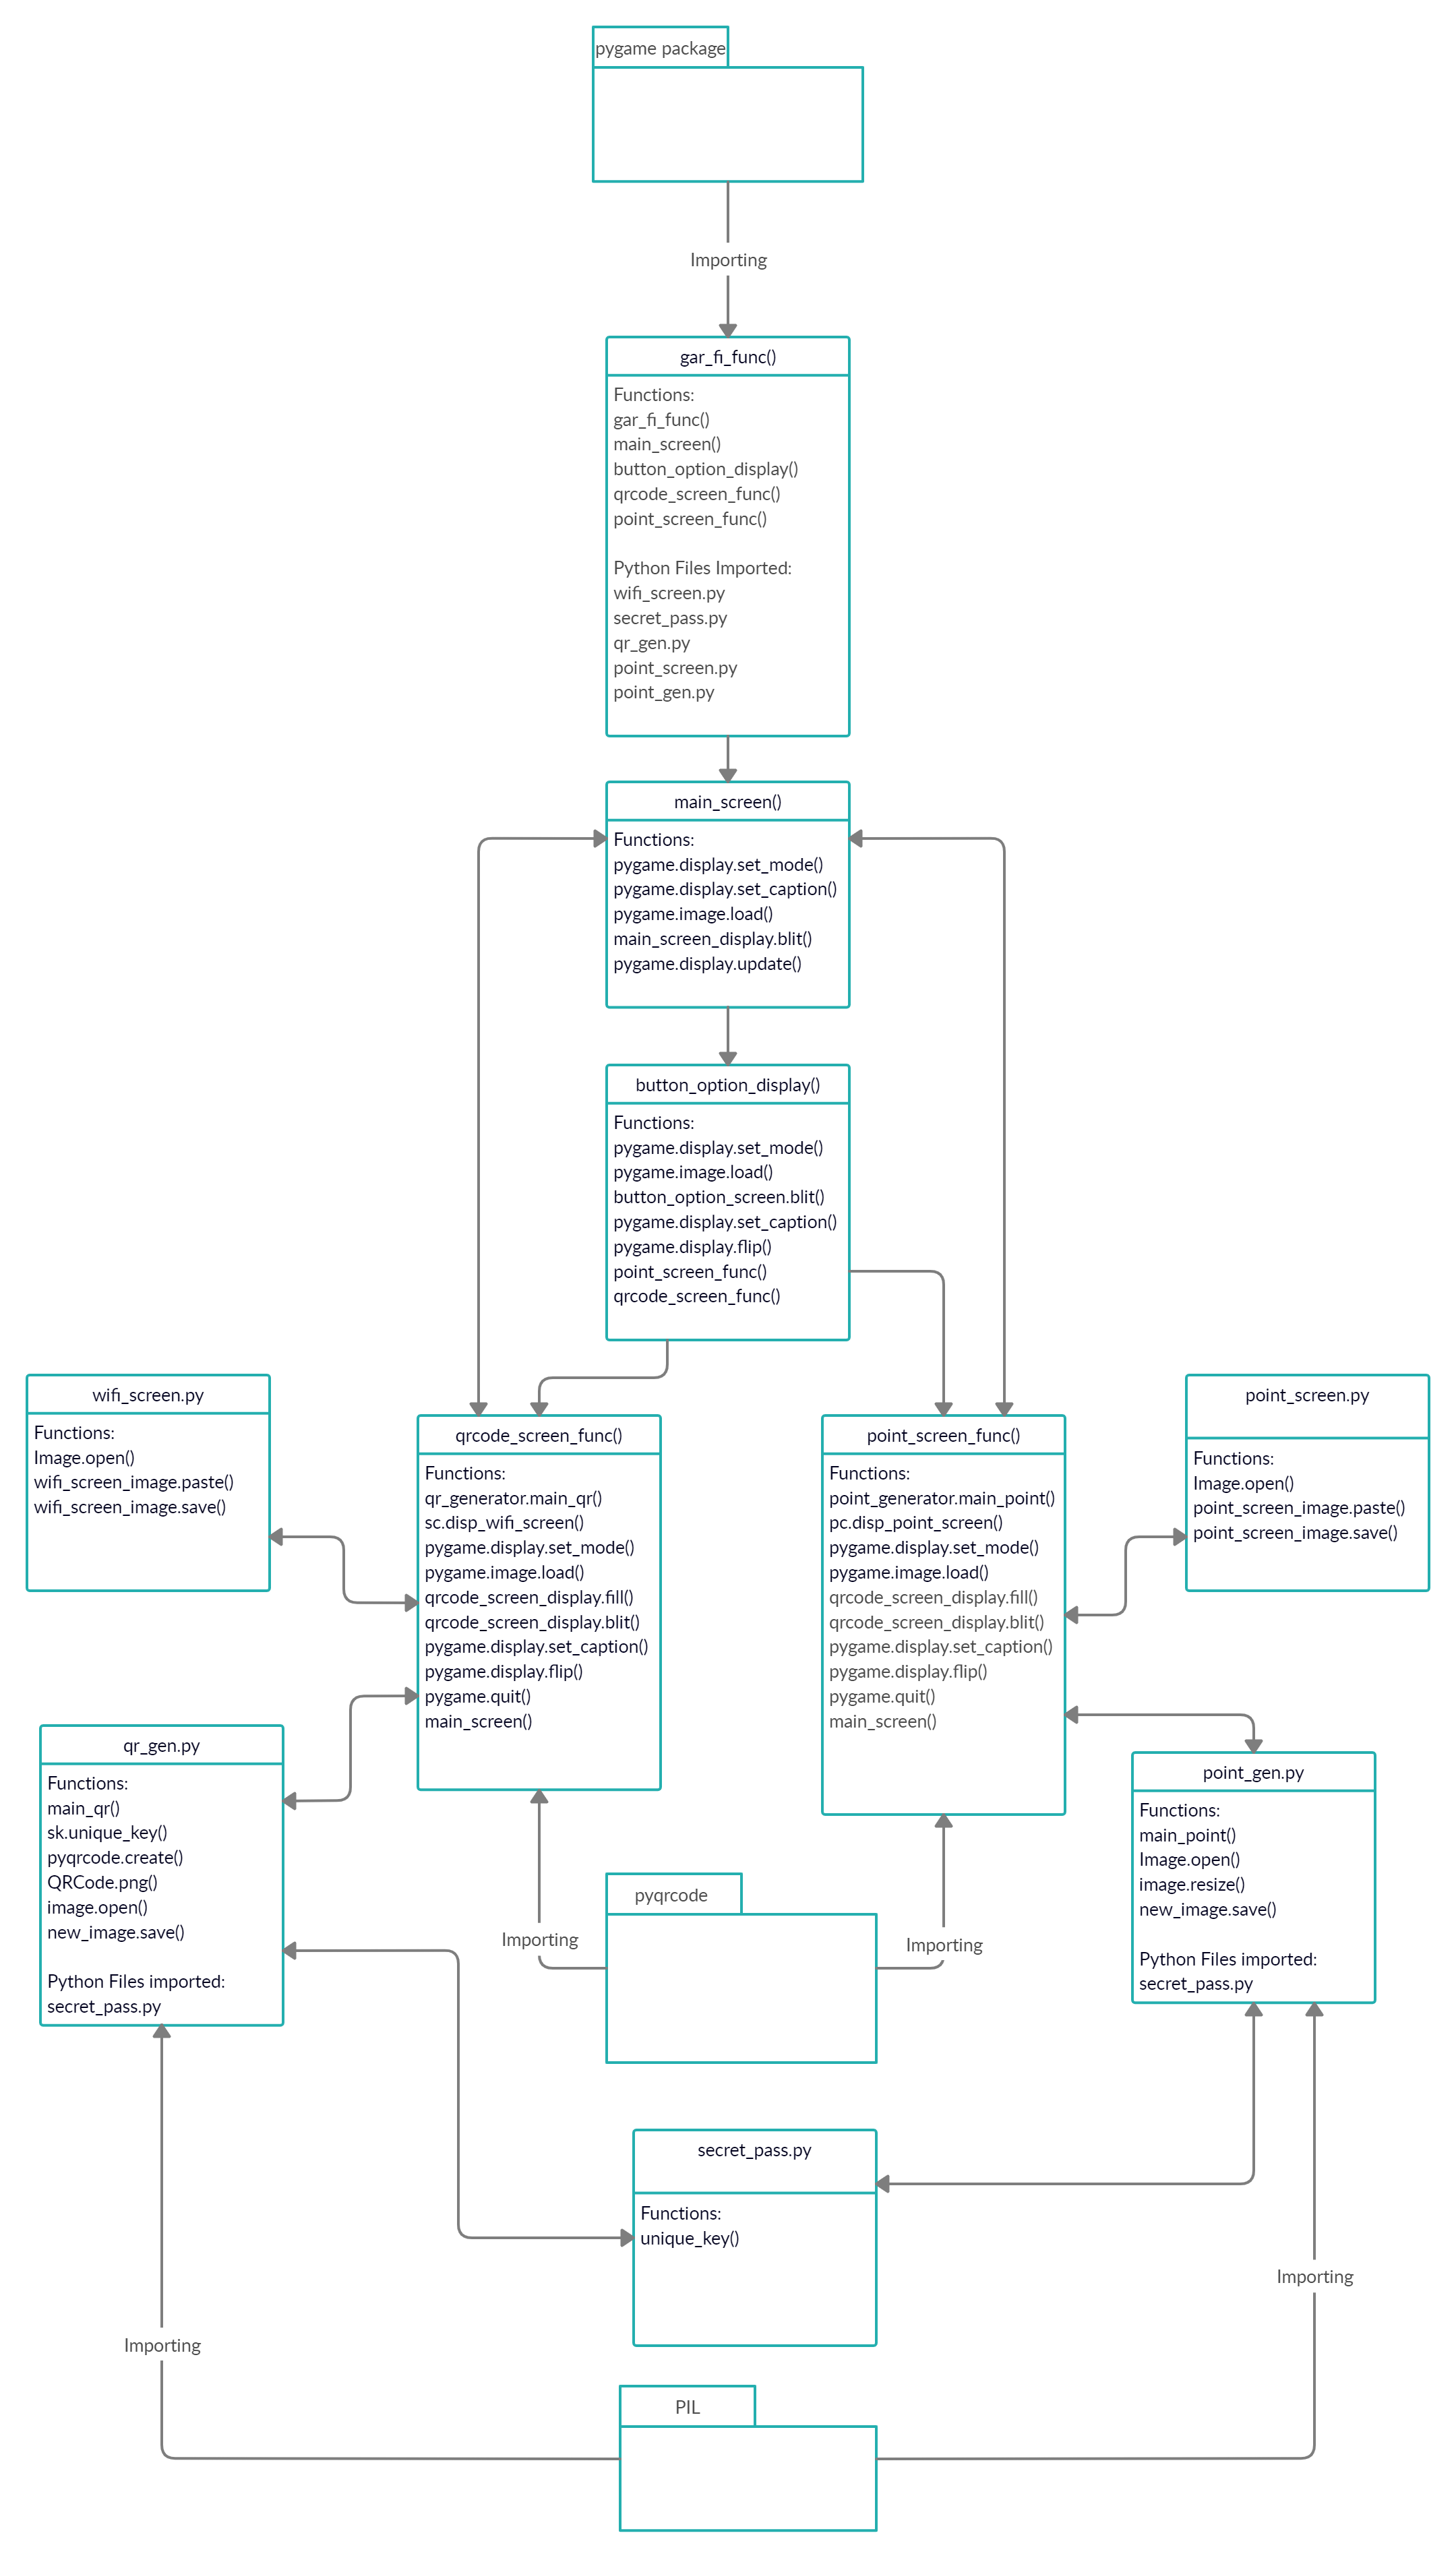 pygame package
Importing
gar_fi_func()
Functions:
gar_fi_func()
main_screen()
button_option_display()
qrcode_screen_func()
point_screen_func()
Python Files Imported:
wifi_screen.py
secret_pass.py
qr_gen.py
point_screen.py
point_gen.py
main_screen()
Functions:
pygame.display.set_mode()
pygame.display.set_caption()
pygame.image.load()
main_screen_display.blit()
pygame.display.update()
button_option_display()
Functions:
pygame.display.set_mode()
pygame.image.load()
button_option_screen.blit()
pygame.display.set_caption()
pygame.display.flip()
point_screen_func()
qrcode_screen_func()
wifi_screen.py
Functions:
Image.open()
wifi_screen_image.paste()
wifi_screen_image.save()
qrcode_screen_func()
Functions:
qr_generator.main_qr()
sc.disp_wifi_screen()
pygame.display.set_mode()
pygame.image.load()
qrcode_screen_display.fill()
qrcode_screen_display.blit()
pygame.display.set_caption()
pygame.display.flip()
pygame.quit()
main_screen()
point_screen_func()
Functions:
point_generator.main_point()
pc.disp_point_screen()
pygame.display.set_mode()
pygame.image.load()
qrcode_screen_display.fill()
qrcode_screen_display.blit()
pygame.display.set_caption()
pygame.display.flip()
pygame.quit()
main_screen()
point_screen.py
Functions:
Image.open()
point_screen_image.paste()
point_screen_image.save()
qr_gen.py
Functions:
main_qr()
sk.unique_key()
pyqrcode.create()
QRCode.png()
image.open()
new_image.save()
Python Files imported:
secret_pass.py
point_gen.py
Functions:
main_point()
Image.open()
image.resize()
new_image.save()
Python Files imported:
secret_pass.py
pyqrcode
Importing
Importing
secret_pass.py
Functions:
unique_key()
Importing
Importing
PIL